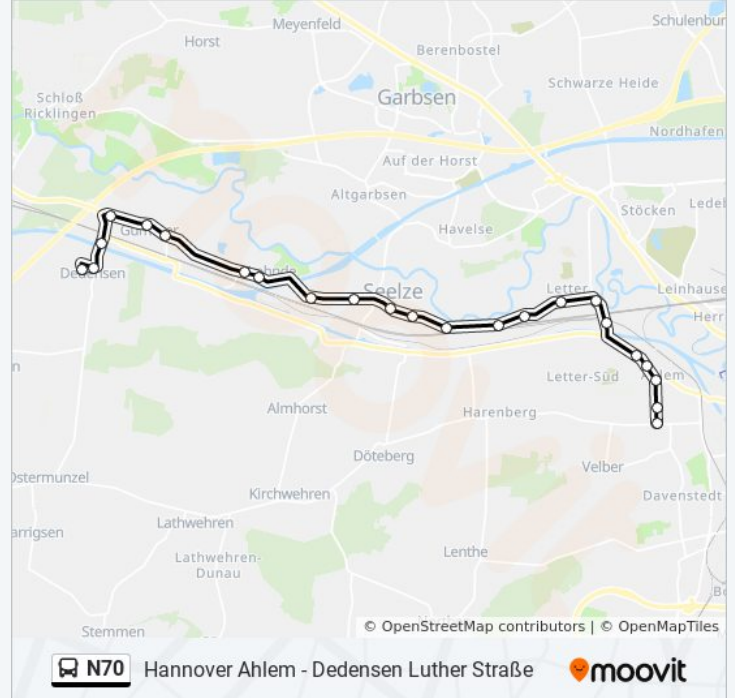 Meyenfeld
Schulenbur
Horst
Berenbostel
Schwarze Heide
Schloß
Ricklingen
Garbsen
Nordhafen
Auf der Horst
Altgarbsen
Stöcken
Ledeb
Havelse
Dedensen
Seelze
Letter
Leinhause
Herr
Letter-Süd
Almhorst
Harenberg
Döteberg
Velber
Ostermunzel
Kirchwehren
Davenstedt
arrigsen
Lathwehren
Lathwehren-
Dunau
Lenthe
Stemmen
© OpenStreetMap contributors | © OpenMapTiles
N70 Hannover Ahlem - Dedensen Luther Straße
moovit